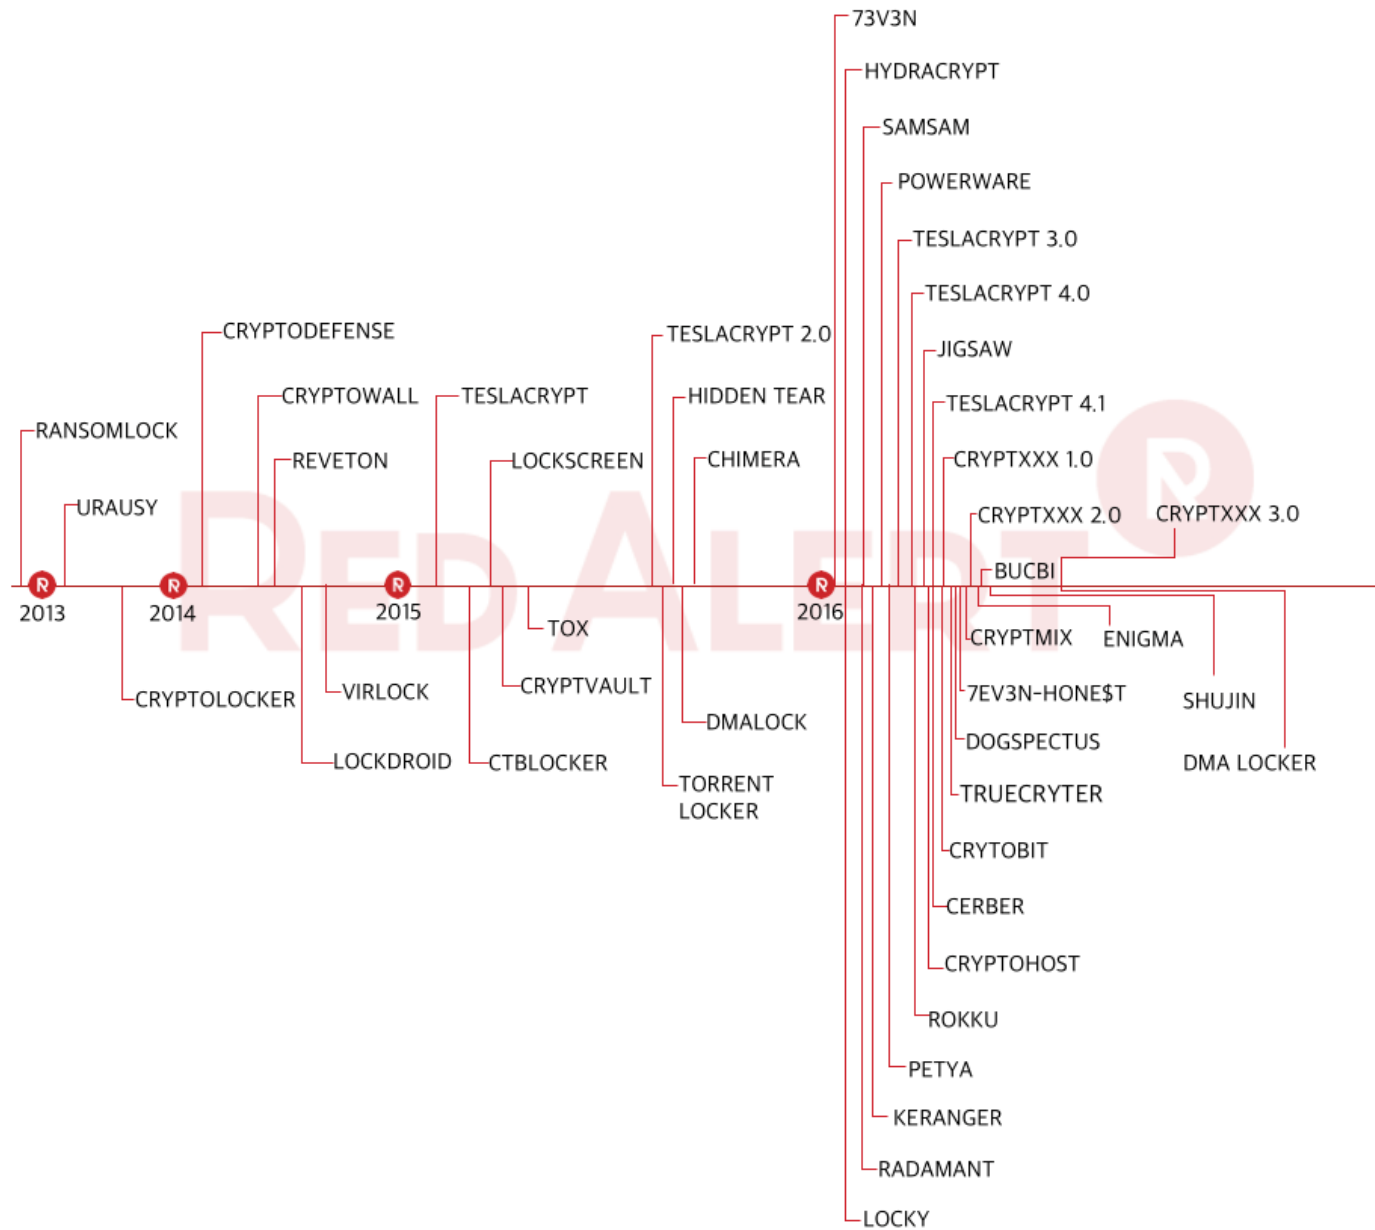 73V3N
HYDRACRYPT
SAMSAM
POWERWARE
TESLACRYPT 3.0
TESLACRYPT 4.0
CRYPTODEFENSE
TESLACRYPT 2.0
JIGSAW
CRYPTOWALL
TESLACRYPT
HIDDEN TEAR
TESLACRYPT 4.1
RANSOMLOCK
REVETON
LOCKSCREEN
CHIMERA
CRYPTXXX 1.0
URAUSY
CRYPTXXX 2.0
CRYPTXXX 3.0
RED ALERT
BUCBI
2013
2014
2015
2016
TOX
CRYPTMIX
ENIGMA
CRYPTOLOCKER
VIRLOCK
CRYPTVAULT
7EV3N-HONE$T
SHUJIN
DMALOCK
DOGSPECTUS
LOCKDROID
CTBLOCKER
DMA LOCKER
TORRENT
LOCKER
TRUECRYTER
CRYTOBIT
CERBER
CRYPTOHOST
ROKKU
PETYA
KERANGER
RADAMANT
LOCKY